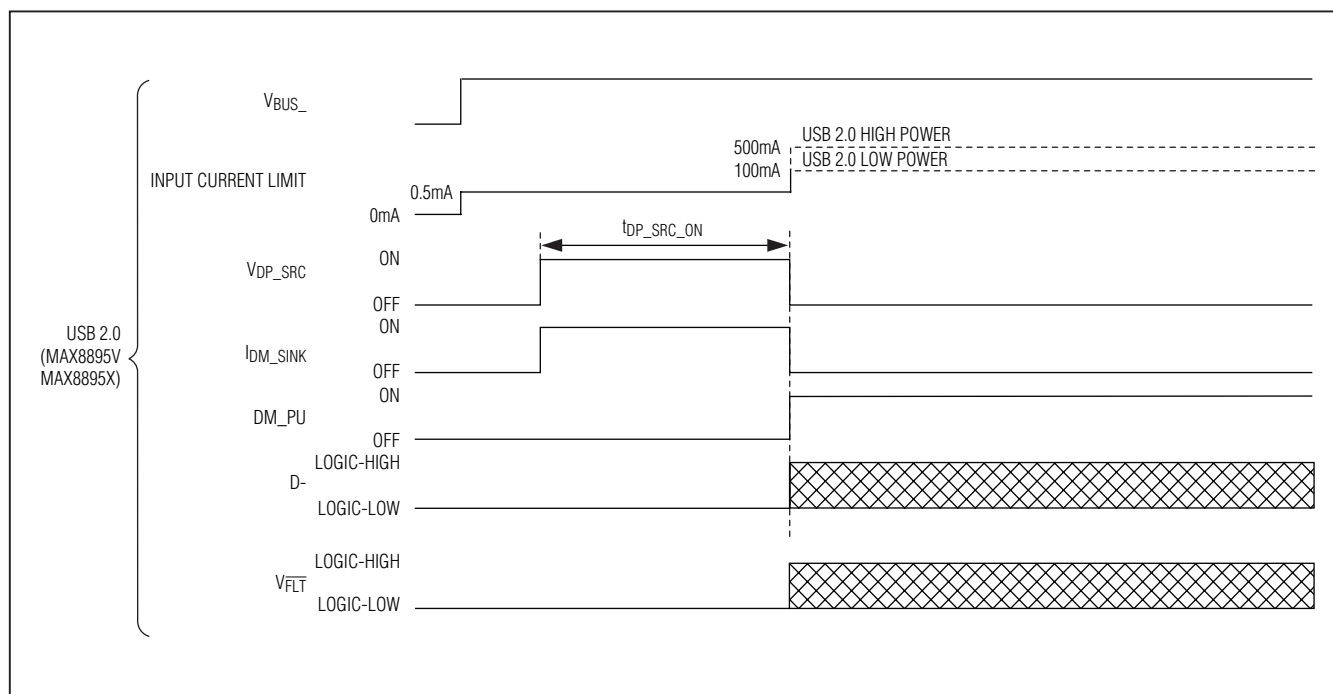 VBUS_
USB 2.0 HIGH POWER
500mA
USB 2.0 LOW POWER
100mA
INPUT CURRENT LIMIT
0.5mA
0mA
tDP_SRC_ON
ON
VDP_SRC
OFF
ON
USB 2.0
(MAX8895V
MAX8895X)
IDM_SINK
OFF
ON
DM_PU
OFF
LOGIC-HIGH
D-
LOGIC-LOW
LOGIC-HIGH
VF̅L̅T̅
LOGIC-LOW